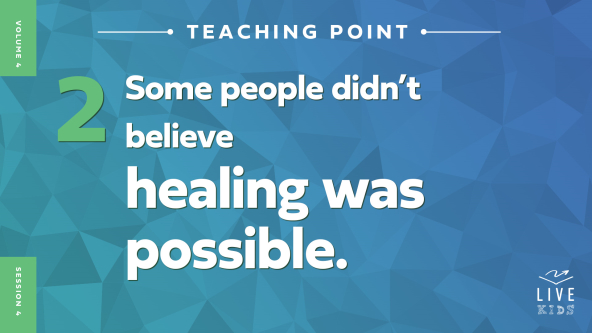 VOLUME 4
TEACHING POINT
2
Some people didn’t
believe
healing was
possible.
SESSION 4
LIVE
KIDS